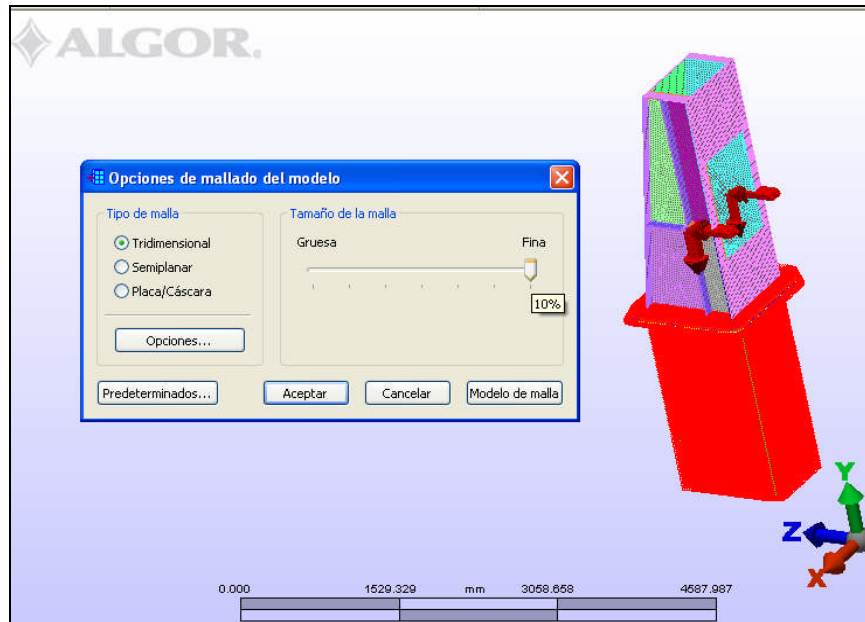 ALGOR.
Opciones de mallado del modelo
Tipo de malla
Tridimensional
Semiplanar
Placa/Cáscara
Opciones...
Tamaño de la malla
Gruesa Fina
10%
Predeterminados... Aceptar Cancelar Modelo de malla
Y
Z
X
0.000 1529.329 mm 3058.658 4587.987